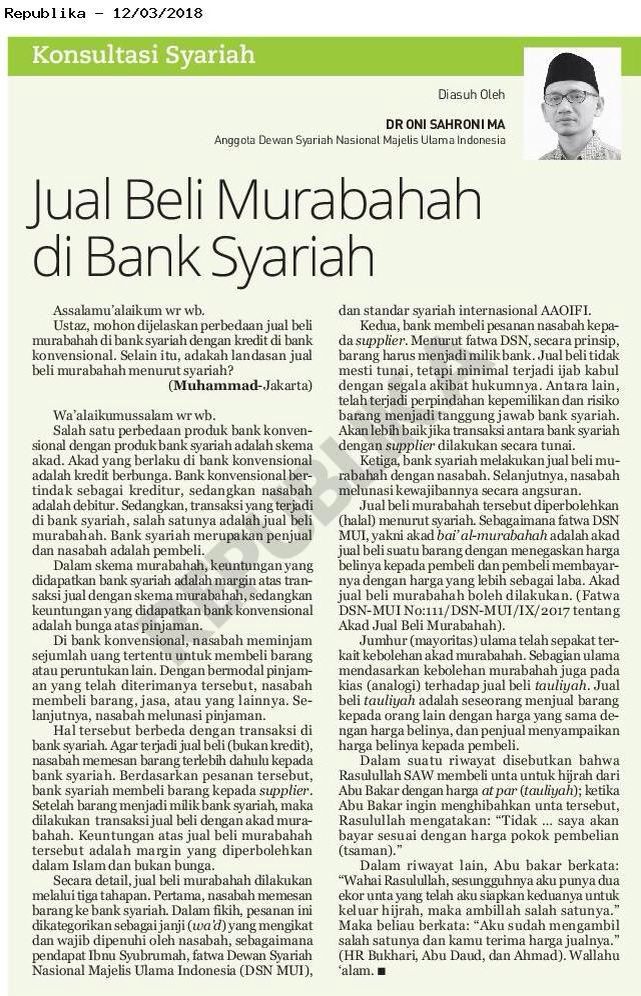 Republika - 12/03/2018
Konsultasi Syariah
Diasuh Oleh
DR ONI SAHRONI MA
Anggota Dewan Syariah Nasional Majelis Ulama Indonesia
Jual Beli Murabahah
di Bank Syariah
Assalamu'alaikum wr wb.
Ustaz, mohon dijelaskan perbedaan jual beli
murabahah di bank syariah dengan kredit di bank
konvensional. Selain itu, adakah landasan jual
beli murabahah menurut syariah?
(Muhammad-Jakarta)
Wa'alaikumussalam wr wb.
Salah satu perbedaan produk bank konven-
sional dengan produk bank syariah adalah skema
akad. Akad yang berlaku di bank konvensional
adalah kredit berbunga. Bank konvensional ber-
tindak sebagai kreditur, sedangkan nasabah
adalah debitur. Sedangkan, transaksi yang terjadi
di bank syariah, salah satunya adalah jual beli
murabahah. Bank syariah merupakan penjual
dan nasabah adalah pembeli.
Dalam skema murabahah, keuntungan yang
didapatkan bank syariah adalah margin atas tran-
saksi jual dengan skema murabahah, sedangkan
keuntungan yang didapatkan bank konvensional
adalah bunga atas pinjaman.
Di bank konvensional, nasabah meminjam
sejumlah uang tertentu untuk membeli barang
atau peruntukan lain. Dengan bermodal pinjam-
an yang telah diterimanya tersebut, nasabah
membeli barang, jasa, atau yang lainnya. Se-
lanjutnya, nasabah melunasi pinjaman.
Hal tersebut berbeda dengan transaksi di
bank syariah. Agar terjadi jual beli (bukan kredit),
nasabah memesan barang terlebih dahulu kepada
bank syariah. Berdasarkan pesanan tersebut,
bank syariah membeli barang kepada supplier.
Setelah barang menjadi milik bank syariah, maka
dilakukan transaksi jual beli dengan akad mura-
bahah. Keuntungan atas jual beli murabahah
tersebut adalah margin yang diperbolehkan
dalam Islam dan bukan bunga.
Secara detail, jual beli murabahah dilakukan
melalui tiga tahapan. Pertama, nasabah memesan
barang ke bank syariah. Dalam fikih, pesanan ini
dikategorikan sebagai janji (wa'd) yang mengikat
dan wajib dipenuhi oleh nasabah, sebagaimana
pendapat Ibnu Syubrumah, fatwa Dewan Syariah
Nasional Majelis Ulama Indonesia (DSN MUI),
dan standar syariah internasional AAOIFI.
Kedua, bank membeli pesanan nasabah kepa-
da supplier. Menurut fatwa DSN, secara prinsip,
barang harus menjadi milik bank. Jual beli tidak
mesti tunai, tetapi minimal terjadi ijab kabul
dengan segala akibat hukumnya. Antara lain,
telah terjadi perpindahan kepemilikan dan risiko
barang menjadi tanggung jawab bank syariah.
Akan lebih baik jika transaksi antara bank syariah
dengan supplier dilakukan secara tunai.
Ketiga, bank syariah melakukan jual beli mu-
rabahah dengan nasabah. Selanjutnya, nasabah
melunasi kewajibannya secara angsuran.
Jual beli murabahah tersebut diperbolehkan
(halal) menurut syariah. Sebagaimana fatwa DSN
MUI, yakni akad bai' al-murabahah adalah akad
jual beli suatu barang dengan menegaskan harga
belinya kepada pembeli dan pembeli membayar-
nya dengan harga yang lebih sebagai laba. Akad
jual beli murabahah boleh dilakukan. (Fatwa
DSN-MUI No:111/DSN-MUI/IX/2017 tentang
Akad Jual Beli Murabahah).
Jumhur (mayoritas) ulama telah sepakat ter-
kait kebolehan akad murabahah. Sebagian ulama
mendasarkan kebolehan murabahah juga pada
kias (analogi) terhadap jual beli tauliyah. Jual
beli tauliyah adalah seseorang menjual barang
kepada orang lain dengan harga yang sama de-
ngan harga belinya, dan penjual menyampaikan
harga belinya kepada pembeli.
Dalam suatu riwayat disebutkan bahwa
Rasulullah SAW membeli unta untuk hijrah dari
Abu Bakar dengan harga at par (tauliyah); ketika
Abu Bakar ingin menghibahkan unta tersebut,
Rasulullah mengatakan: "Tidak ... saya akan
bayar sesuai dengan harga pokok pembelian
(tsaman)."
Dalam riwayat lain, Abu bakar berkata:
"Wahai Rasulullah, sesungguhnya aku punya dua
ekor unta yang telah aku siapkan keduanya untuk
keluar hijrah, maka ambillah salah satunya."
Maka beliau berkata: "Aku sudah mengambil
salah satunya dan kamu terima harga jualnya."
(HR Bukhari, Abu Daud, dan Ahmad). Wallahu
'alam. ■
REPUBLIKA